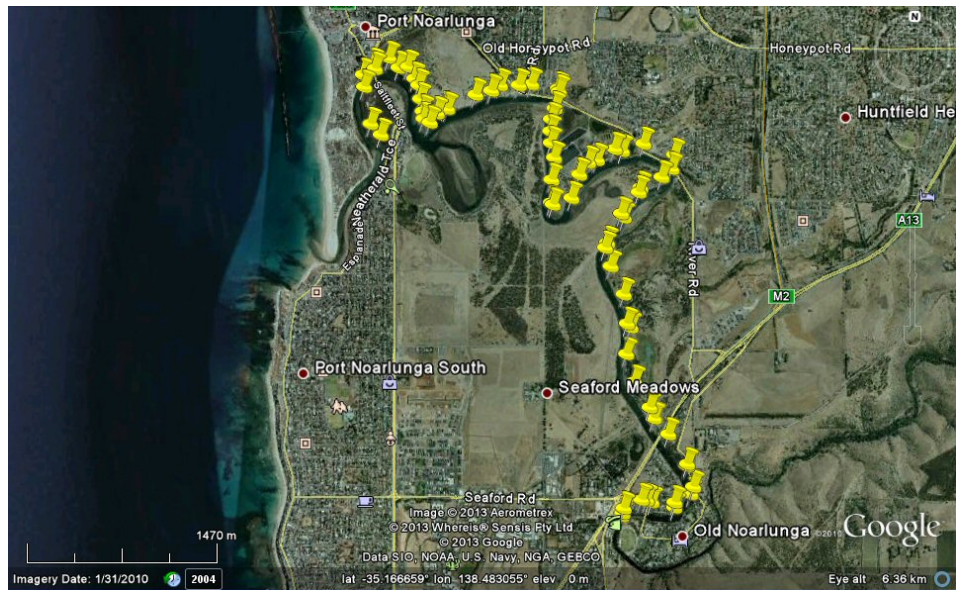 N
Port Noarlunga
Old Honeypot Rd
Honeypot Rd
Huntfield He
Saltfleet St
Weatherald Tce
Esplanade
A13
River Rd
M2
Port Noarlunga South
Seaford Meadows
Seaford Rd
Old Noarlunga
Image © 2013 Aerometrex
© 2013 Whereis® Sensis Pty Ltd
© 2013 Google
Data SIO, NOAA, U.S. Navy, NGA, GEBCO
©2010 Google
1470 m
Imagery Date: 1/31/2010 2004 lat -35.166659° lon 138.483055° elev 0 m Eye alt 6.36 km